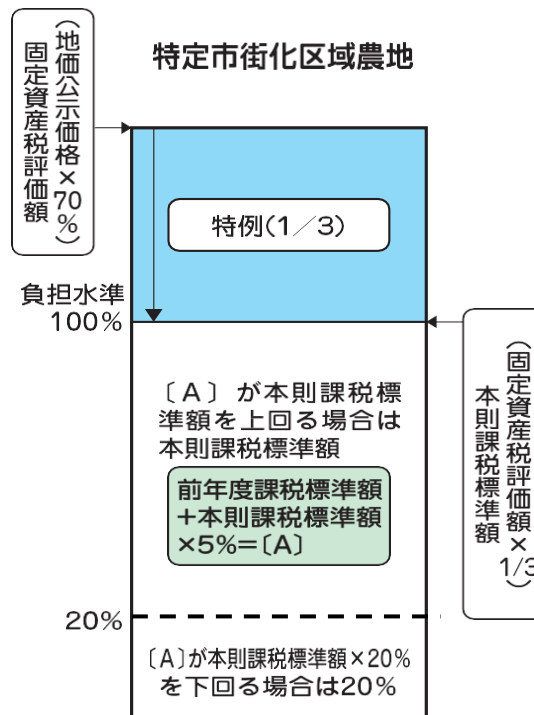 特定市街化区域農地
固定資産税評価額
（地価公示価格×70%）
特例(1／3)
負担水準
100%
本則課税標準額
（固定資産税評価額×1/3）
〔A〕が本則課税標
準額を上回る場合は
本則課税標準額
前年度課税標準額
＋本則課税標準額
×5%＝〔A〕
20%
〔A〕が本則課税標準額×20%
を下回る場合は20%